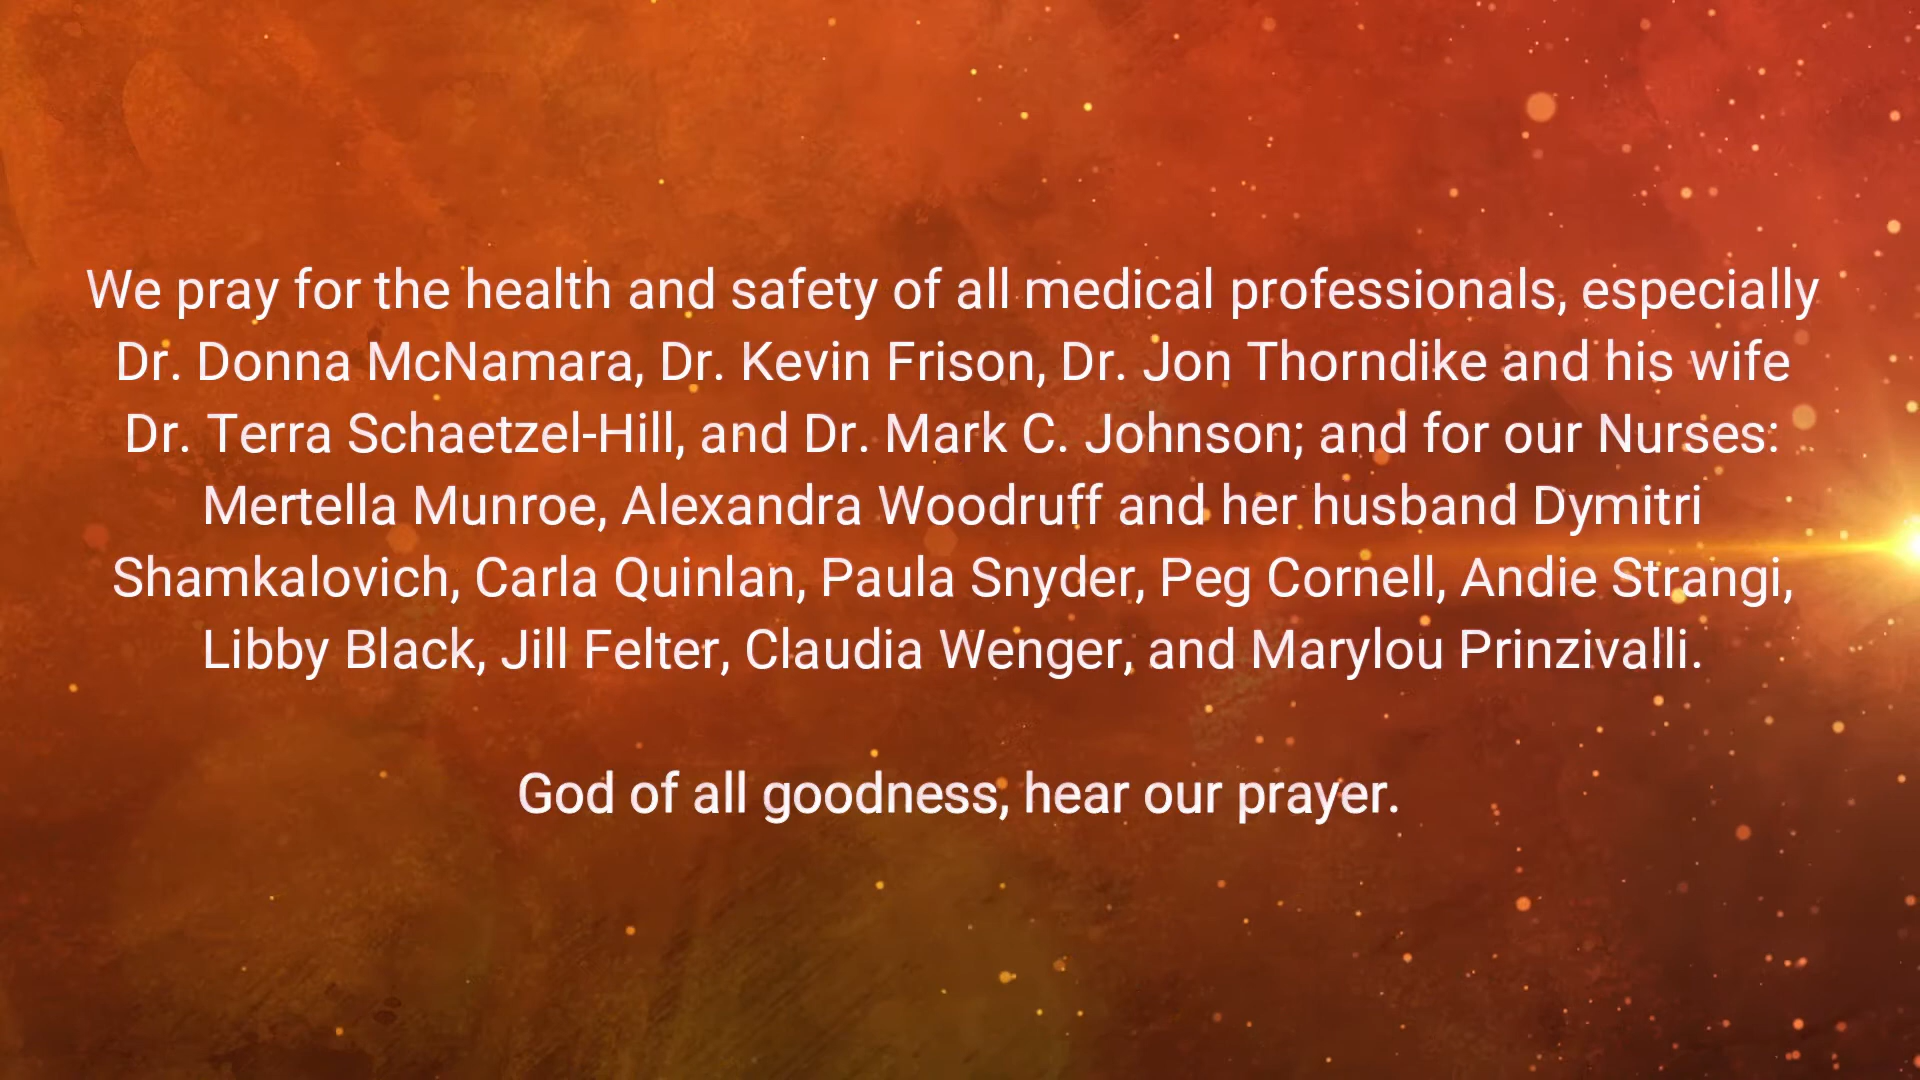 We pray for the health and safety of all medical professionals, especially
Dr. Donna McNamara, Dr. Kevin Frison, Dr. Jon Thorndike and his wife
Dr. Terra Schaetzel-Hill, and Dr. Mark C. Johnson; and for our Nurses:
Mertella Munroe, Alexandra Woodruff and her husband Dymitri
Shamkalovich, Carla Quinlan, Paula Snyder, Peg Cornell, Andie Strangi,
Libby Black, Jill Felter, Claudia Wenger, and Marylou Prinzivalli.
God of all goodness, hear our prayer.